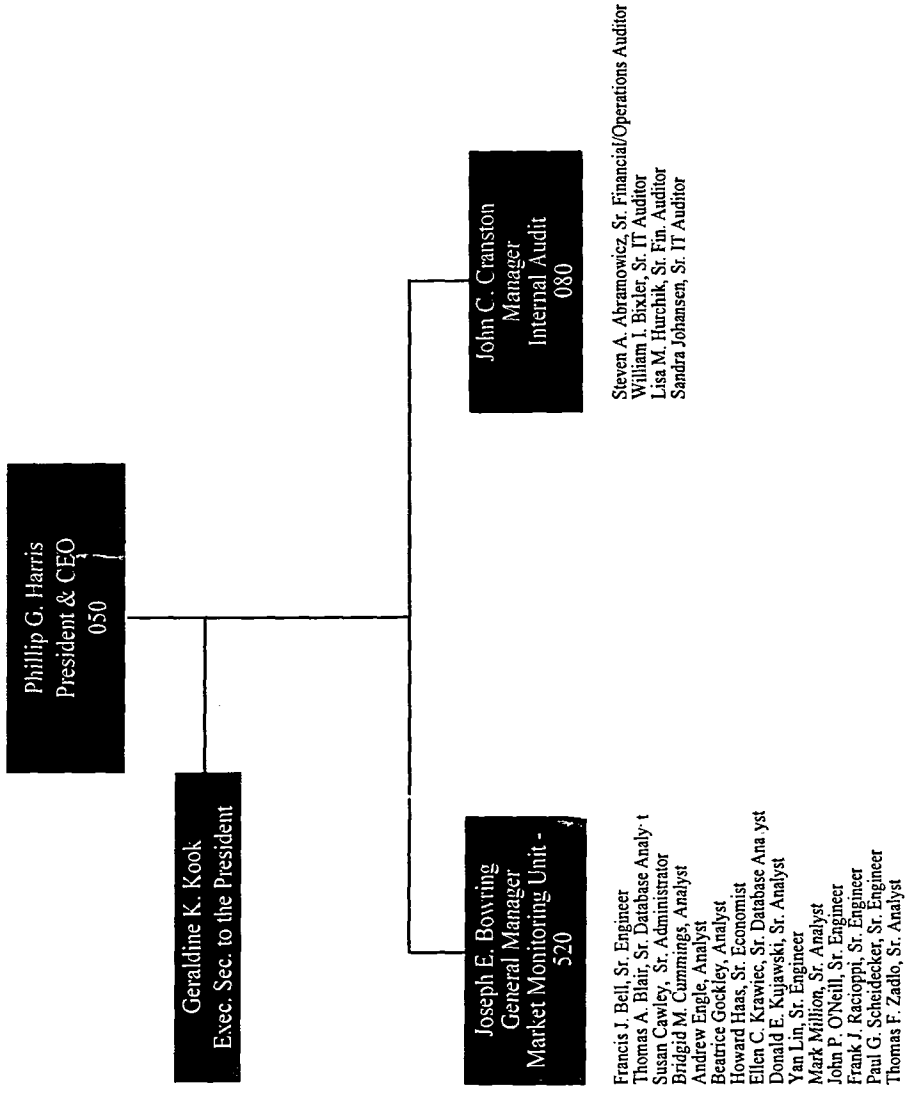 Phillip G. Harris
President & CEO
050
Geraldine K. Kook
Exec. Sec. to the President
Joseph E. Bowring
General Manager
Market Monitoring Unit -
520
Francis J. Bell, Sr. Engineer
Thomas A. Blair, Sr. Database Analy t
Susan Cawley, Sr. Administrator
Bridgid M. Cummings, Analyst
Andrew Engle, Analyst
Beatrice Gockley, Analyst
Howard Haas, Sr. Economist
Ellen C. Krawiec, Sr. Database Ana yst
Donald E. Kujawski, Sr. Analyst
Yan Lin, Sr. Engineer
Mark Million, Sr. Analyst
John P. O'Neill, Sr. Engineer
Frank J. Racioppi, Sr. Engineer
Paul G. Scheidecker, Sr. Engineer
Thomas F. Zadlo, Sr. Analyst
John C. Cranston
Manager
Internal Audit
080
Steven A. Abramowicz, Sr. Financial/Operations Auditor
William I. Bixler, Sr. IT Auditor
Lisa M. Hurchik, Sr. Fin. Auditor
Sandra Johansen, Sr. IT Auditor